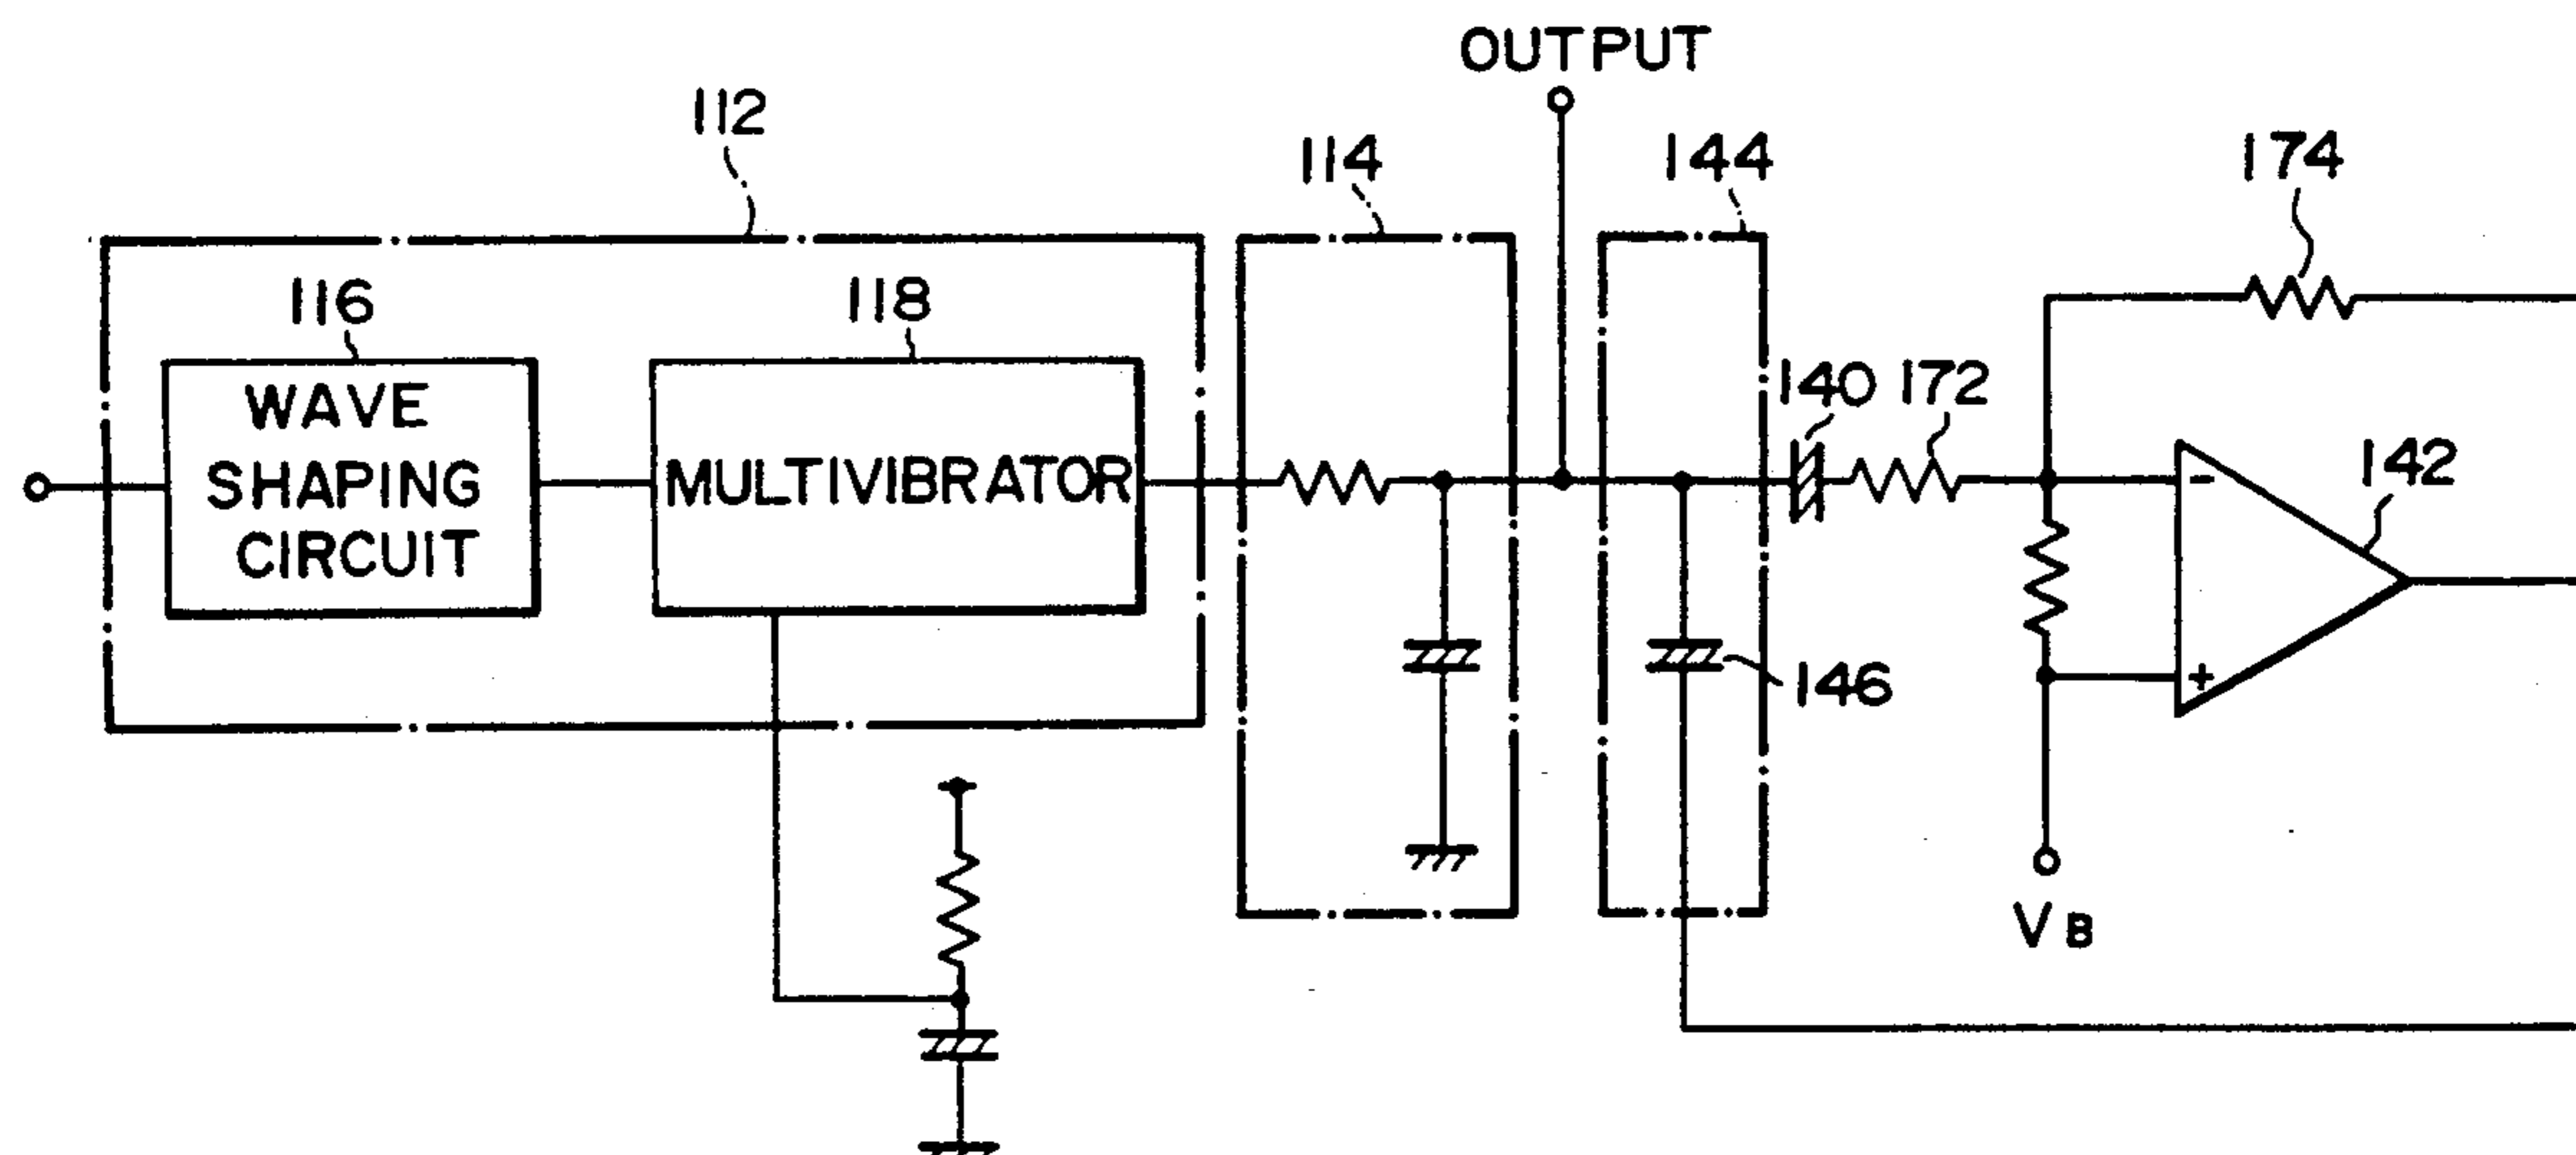 OUTPUT
112
114
144
174
116
118
140
172
WAVE
SHAPING
CIRCUIT
MULTIVIBRATOR
142
-
+
146
VB